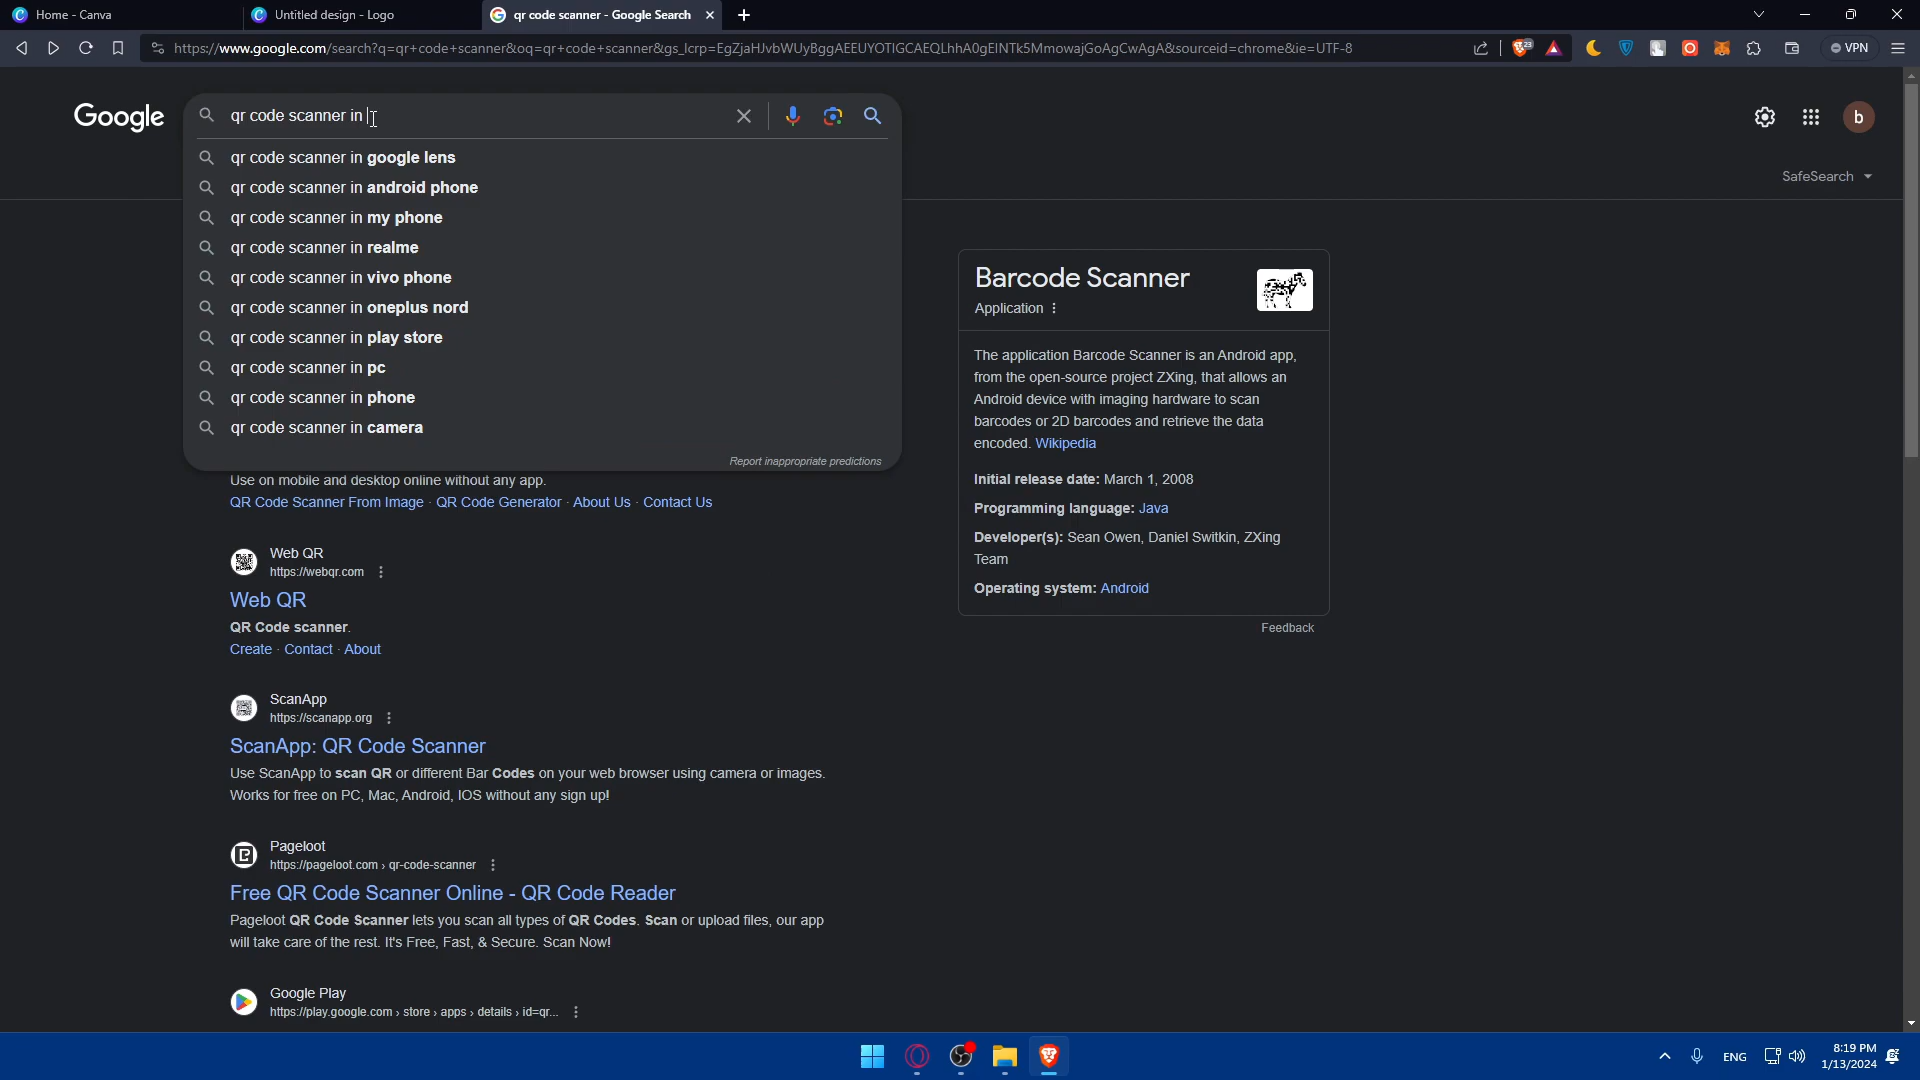 Home - Canva
Untitled design - Logo
qr code scanner - Google Search
https://www.google.com/search?q=qr+code+scanner&oq=qr+code+scanner&gs_lcrp=EgZjaHJvbWUyBggAEEUYOTIGCAEQLhhA0gEINTk5MmowajGoAgCwAgA&sourceid=chrome&ie=UTF-8
23
VPN
Google
qr code scanner in
b
SafeSearch
qr code scanner in google lens
qr code scanner in android phone
qr code scanner in my phone
qr code scanner in realme
qr code scanner in vivo phone
qr code scanner in oneplus nord
qr code scanner in play store
qr code scanner in pc
qr code scanner in phone
qr code scanner in camera
Report inappropriate predictions
Use on mobile and desktop online without any app.
QR Code Scanner From Image · QR Code Generator · About Us · Contact Us
Web QR
https://webqr.com
Web QR
QR Code scanner.
Create · Contact · About
ScanApp
https://scanapp.org
ScanApp: QR Code Scanner
Use ScanApp to scan QR or different Bar Codes on your web browser using camera or images.
Works for free on PC, Mac, Android, IOS without any sign up!
Pageloot
https://pageloot.com › qr-code-scanner
Free QR Code Scanner Online - QR Code Reader
Pageloot QR Code Scanner lets you scan all types of QR Codes. Scan or upload files, our app
will take care of the rest. It's Free, Fast, & Secure. Scan Now!
Google Play
https://play.google.com › store › apps › details › id=qr...
Barcode Scanner
Application
The application Barcode Scanner is an Android app,
from the open-source project ZXing, that allows an
Android device with imaging hardware to scan
barcodes or 2D barcodes and retrieve the data
encoded. Wikipedia
Initial release date: March 1, 2008
Programming language: Java
Developer(s): Sean Owen, Daniel Switkin, ZXing
Team
Operating system: Android
Feedback
ENG
8:19 PM
1/13/2024